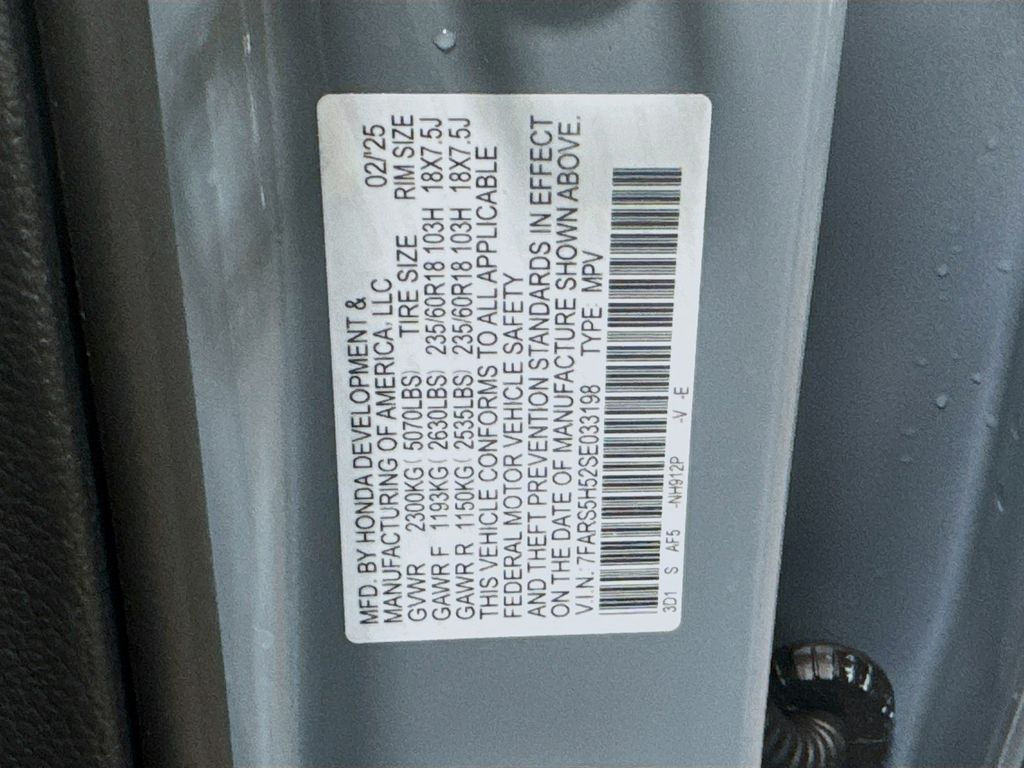 MFD. BY HONDA DEVELOPMENT & 02/'25
MANUFACTURING OF AMERICA, LLC RIM SIZE
GVWR 2300KG( 5070LBS) TIRE SIZE
GAWR F 1193KG( 2630LBS) 235/60R18 103H 18X7.5J
GAWR R 1150KG( 2535LBS) 235/60R18 103H 18X7.5J
THIS VEHICLE CONFORMS TO ALL APPLICABLE
FEDERAL MOTOR VEHICLE SAFETY
AND THEFT PREVENTION STANDARDS IN EFFECT
ON THE DATE OF MANUFACTURE SHOWN ABOVE.
V.I.N.: 7FARS5H52SE033198 TYPE: MPV
3D1 S AF5 -NH912P -V -E